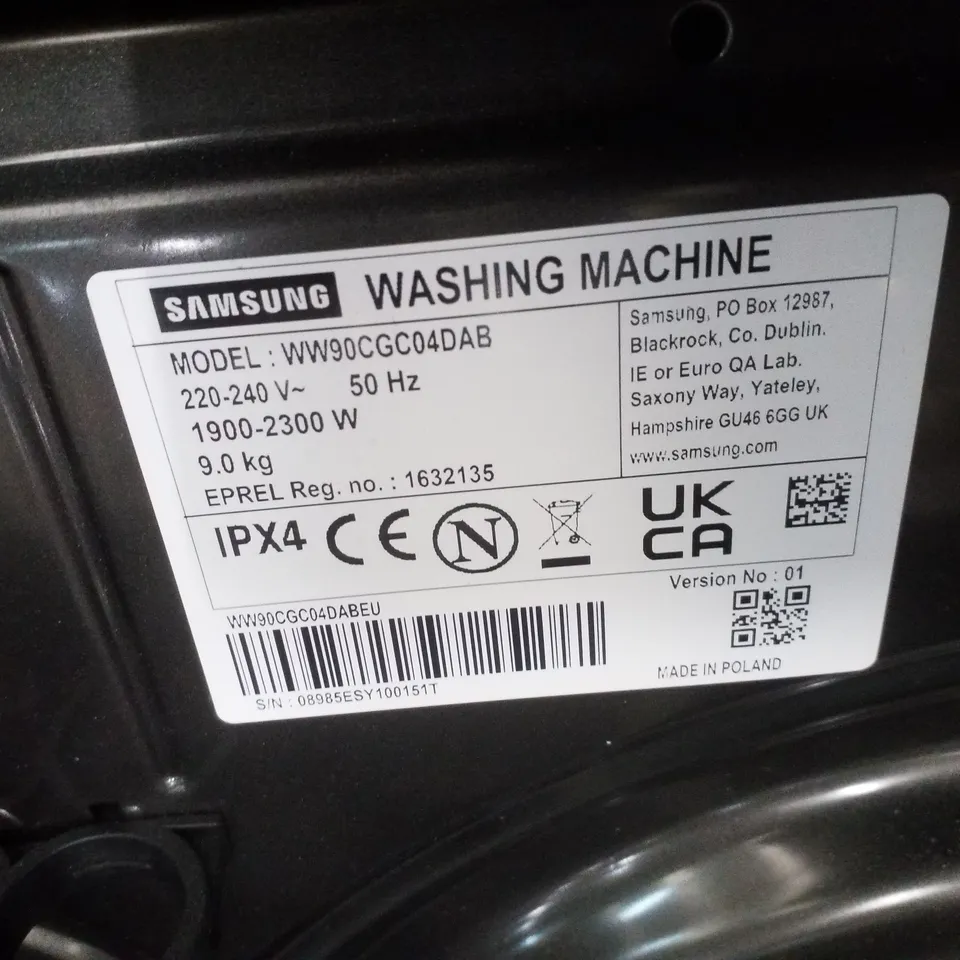 SAMSUNG WASHING MACHINE
MODEL : WW90CGC04DAB
220-240 V~ 50 Hz
1900-2300 W
9.0 kg
EPREL Reg. no. : 1632135
Samsung, PO Box 12987,
Blackrock, Co. Dublin.
IE or Euro QA Lab.
Saxony Way, Yateley,
Hampshire GU46 6GG UK
www.samsung.com
IPX4 CE N UK
CA
Version No : 01
WW90CGC04DABEU
S/N : 08985ESY100151T
MADE IN POLAND